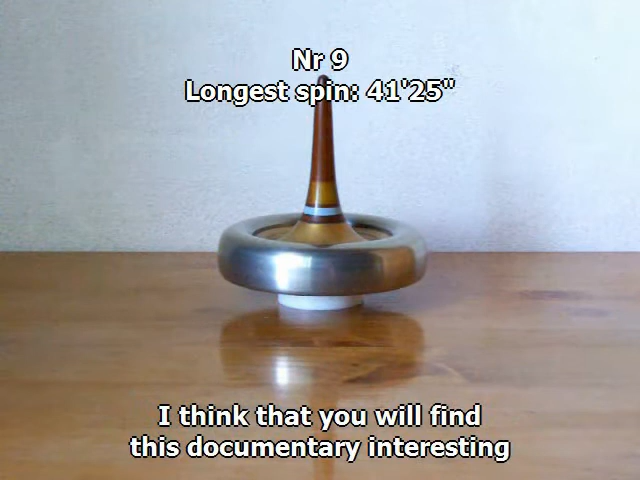 Nr 9
Longest spin: 41'25"
I think that you will find
this documentary interesting